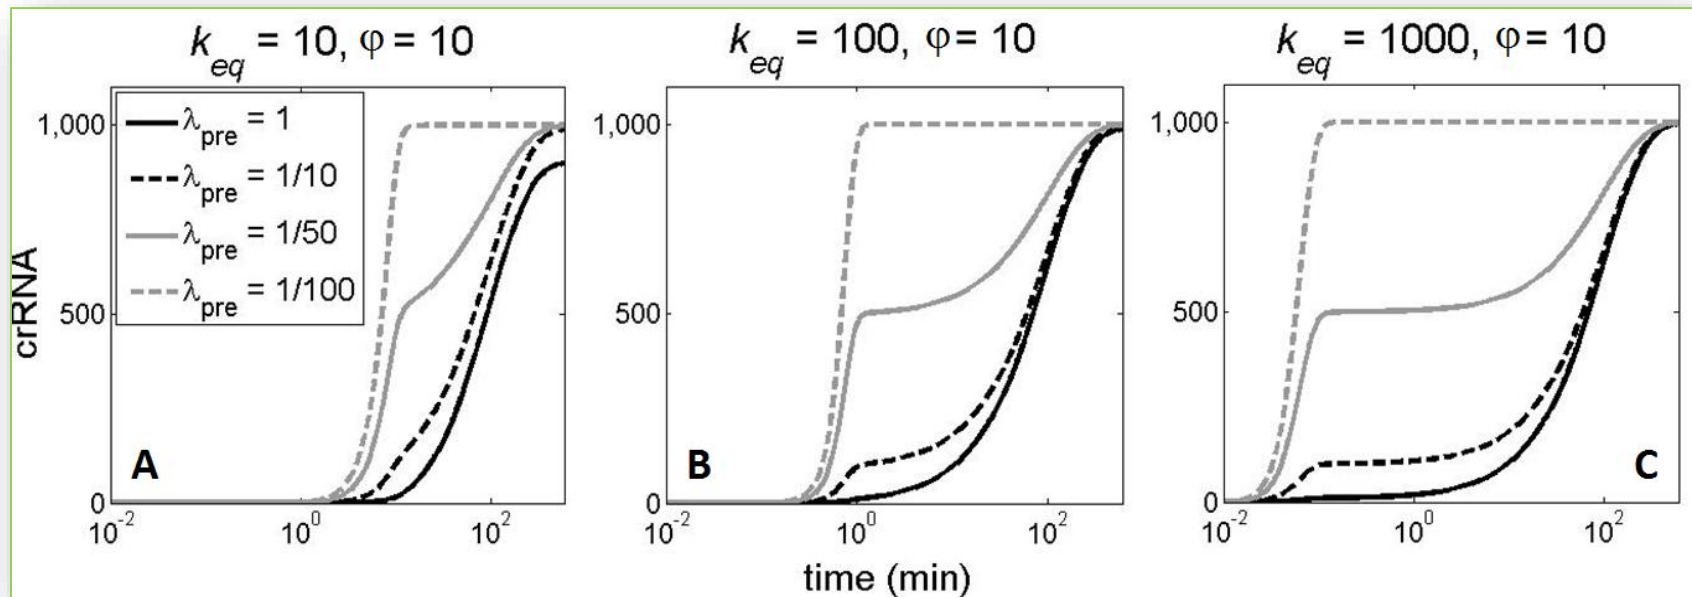 k_eq = 10, φ = 10
k_eq = 100, φ = 10
k_eq = 1000, φ = 10
λ_pre = 1
λ_pre = 1/10
λ_pre = 1/50
λ_pre = 1/100
crRNA
1,000
500
0
10^-2
10^0
10^2
A
1,000
500
0
10^-2
10^0
10^2
B
1,000
500
0
10^-2
10^0
10^2
C
time (min)